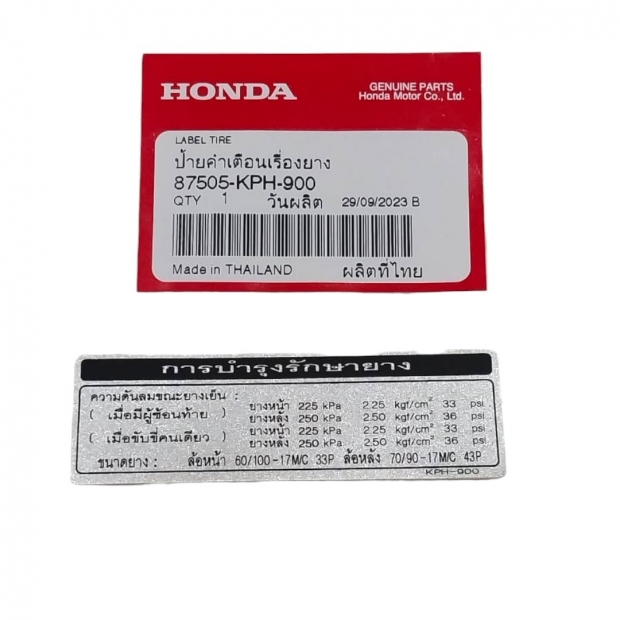 HONDA
GENUINE PARTS
Honda Motor Co., Ltd.
LABEL TIRE
ป้ายคำเตือนเรื่องยาง
87505-KPH-900
QTY 1 วันผลิต 29/09/2023 B
Made in THAILAND ผลิตที่ไทย
การบำรุงรักษายาง
ความดันลมขณะยางเย็น :
( เมื่อมีผู้ซ้อนท้าย ) ยางหน้า 225 kPa 2.25 kgf/cm² 33 psi
ยางหลัง 250 kPa 2.50 kgf/cm² 36 psi
( เมื่อขับขี่คนเดียว ) ยางหน้า 225 kPa 2.25 kgf/cm² 33 psi
ยางหลัง 250 kPa 2.50 kgf/cm² 36 psi
ขนาดยาง : ล้อหน้า 60/100-17M/C 33P ล้อหลัง 70/90-17M/C 43P
KPH-900